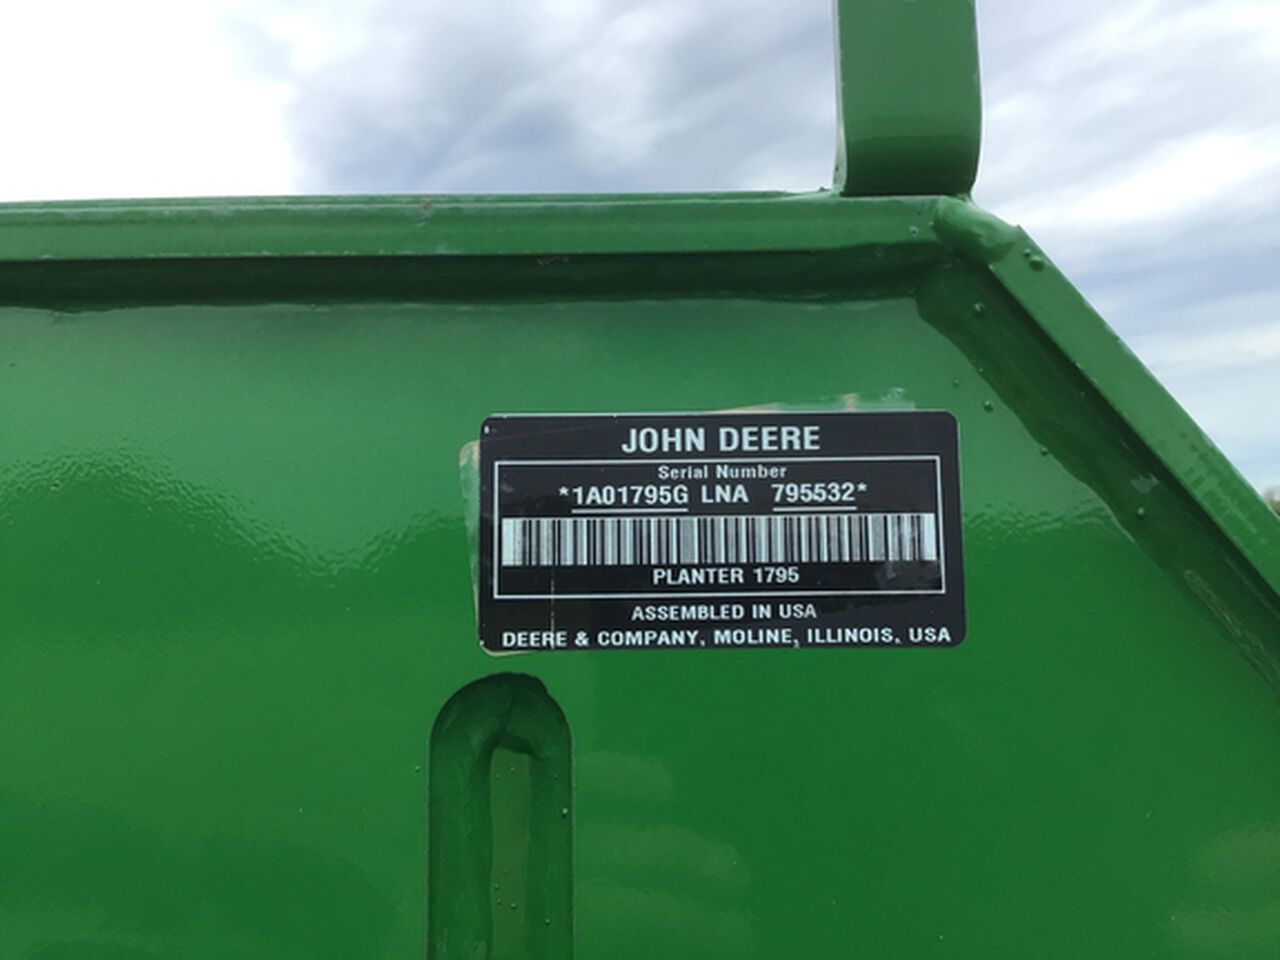 JOHN DEERE
Serial Number
*1A01795G LNA 795532*
PLANTER 1795
ASSEMBLED IN USA
DEERE & COMPANY, MOLINE, ILLINOIS, USA